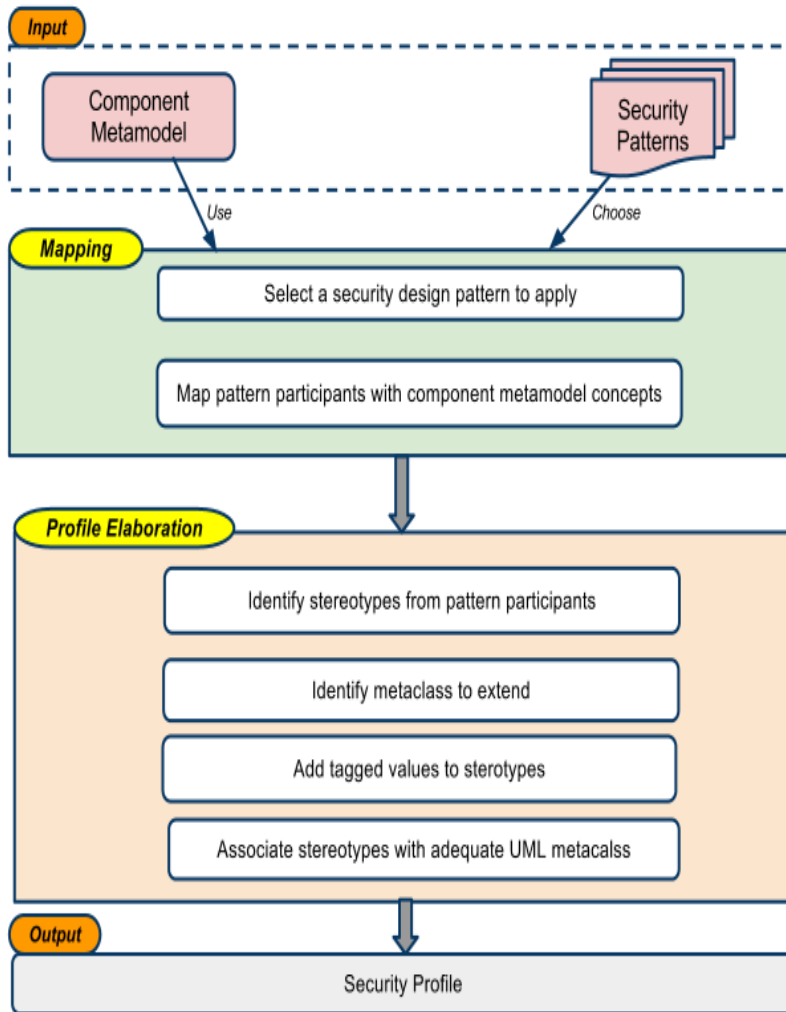 Input
Component
Metamodel
Security
Patterns
Use
Choose
Mapping
Select a security design pattern to apply
Map pattern participants with component metamodel concepts
Profile Elaboration
Identify stereotypes from pattern participants
Identify metaclass to extend
Add tagged values to sterotypes
Associate stereotypes with adequate UML metacalss
Output
Security Profile